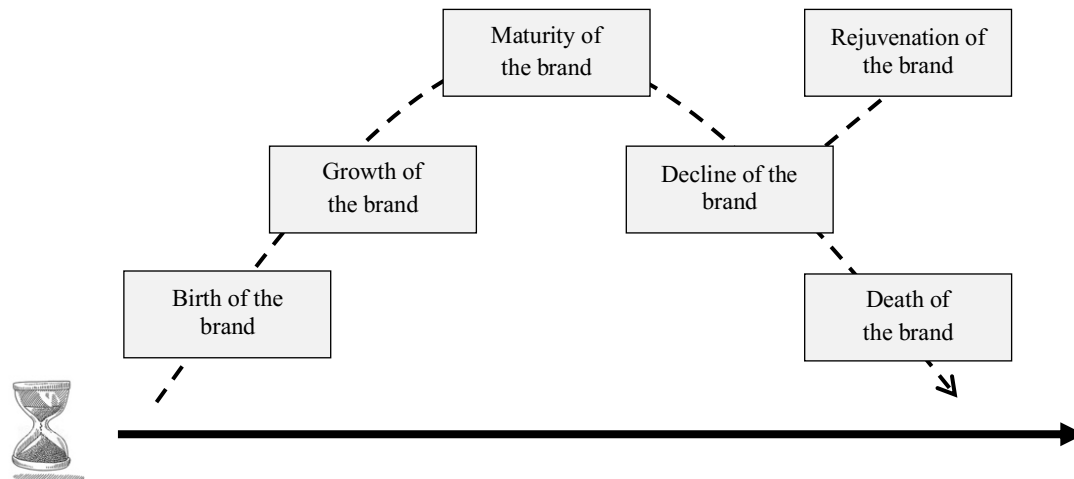 Maturity of
the brand
Rejuvenation of
the brand
Growth of
the brand
Decline of the
brand
Birth of the
brand
Death of
the brand